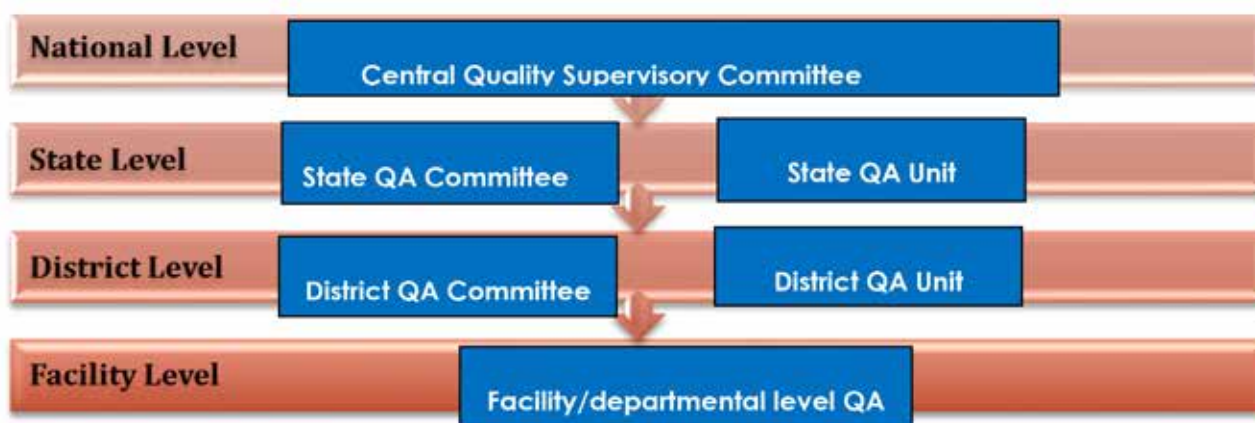 National Level
Central Quality Supervisory Committee
State Level
State QA Committee
State QA Unit
District Level
District QA Committee
District QA Unit
Facility Level
Facility/departmental level QA